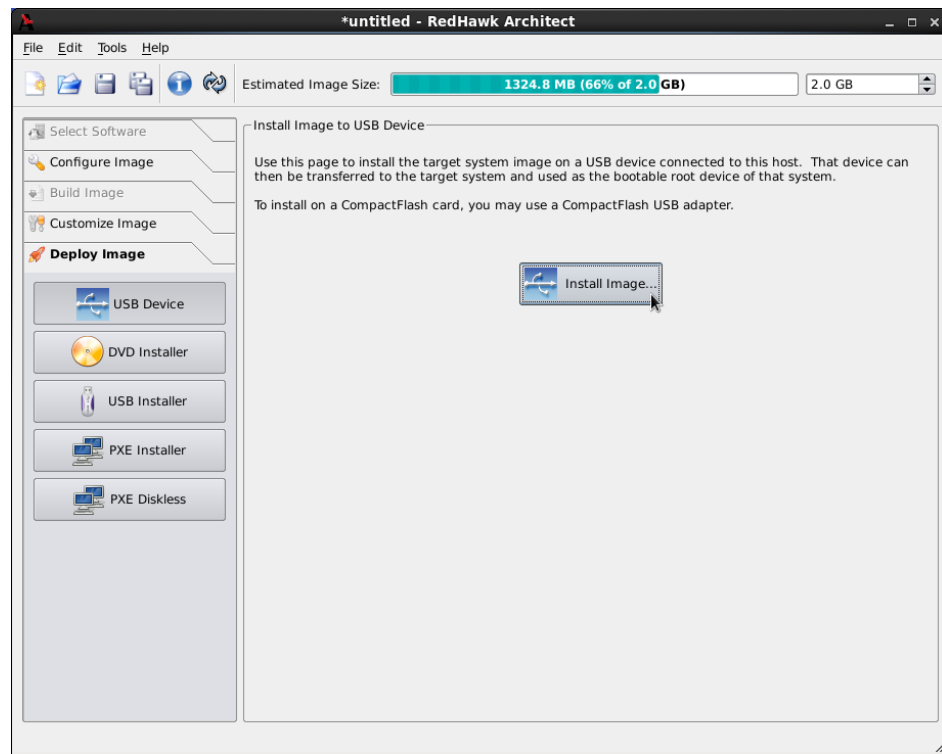 *untitled - RedHawk Architect
File Edit Tools Help
Estimated Image Size: 1324.8 MB (66% of 2.0 GB) 2.0 GB
Select Software
Configure Image
Build Image
Customize Image
Deploy Image
USB Device
DVD Installer
USB Installer
PXE Installer
PXE Diskless
Install Image to USB Device
Use this page to install the target system image on a USB device connected to this host. That device can
then be transferred to the target system and used as the bootable root device of that system.
To install on a CompactFlash card, you may use a CompactFlash USB adapter.
Install Image...